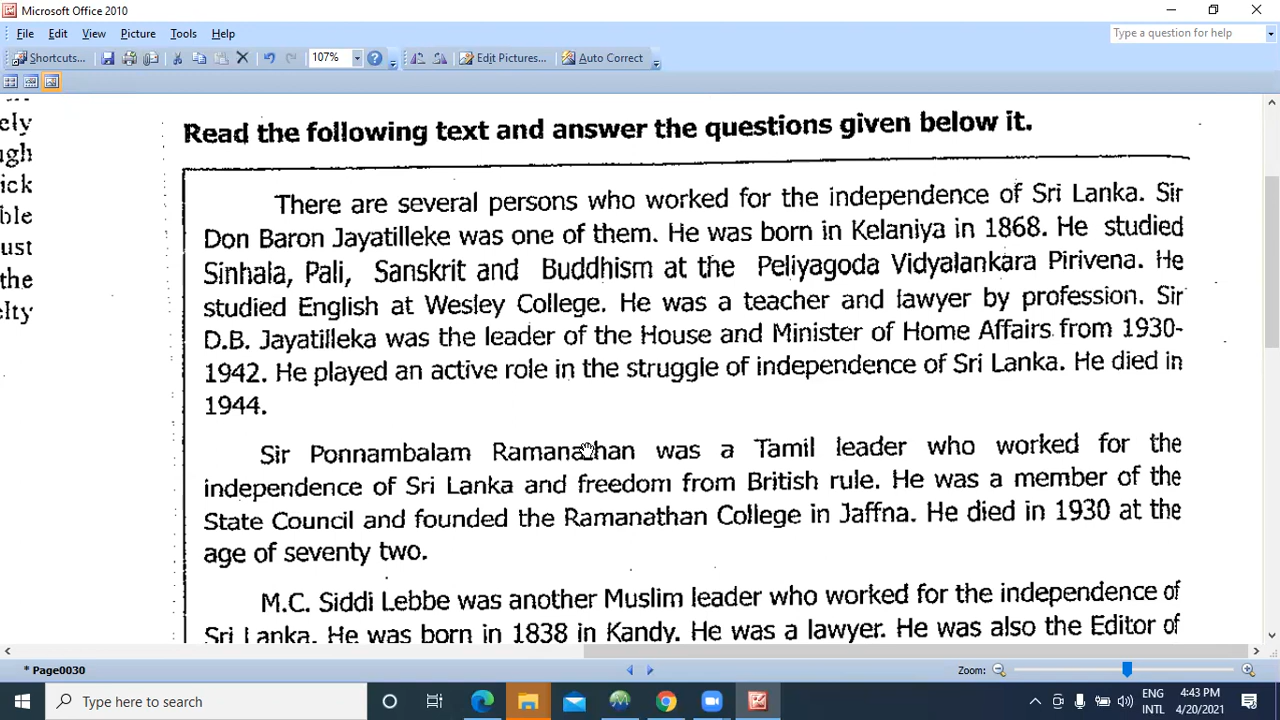 Microsoft Office 2010
File Edit View Picture Tools Help
Type a question for help
Shortcuts... 107% Edit Pictures... Auto Correct
ely
ugh
ick
ble
ust
the
elty
Read the following text and answer the questions given below it.
There are several persons who worked for the independence of Sri Lanka. Sir
Don Baron Jayatilleke was one of them. He was born in Kelaniya in 1868. He studied
Sinhala, Pali, Sanskrit and Buddhism at the Peliyagoda Vidyalankara Pirivena. He
studied English at Wesley College. He was a teacher and lawyer by profession. Sir
D.B. Jayatilleka was the leader of the House and Minister of Home Affairs from 1930-
1942. He played an active role in the struggle of independence of Sri Lanka. He died in
1944.
Sir Ponnambalam Ramanathan was a Tamil leader who worked for the
independence of Sri Lanka and freedom from British rule. He was a member of the
State Council and founded the Ramanathan College in Jaffna. He died in 1930 at the
age of seventy two.
M.C. Siddi Lebbe was another Muslim leader who worked for the independence of
Sri Lanka. He was born in 1838 in Kandy. He was a lawyer. He was also the Editor of
* Page0030
Zoom:
Type here to search
ENG
INTL
4:43 PM
4/20/2021